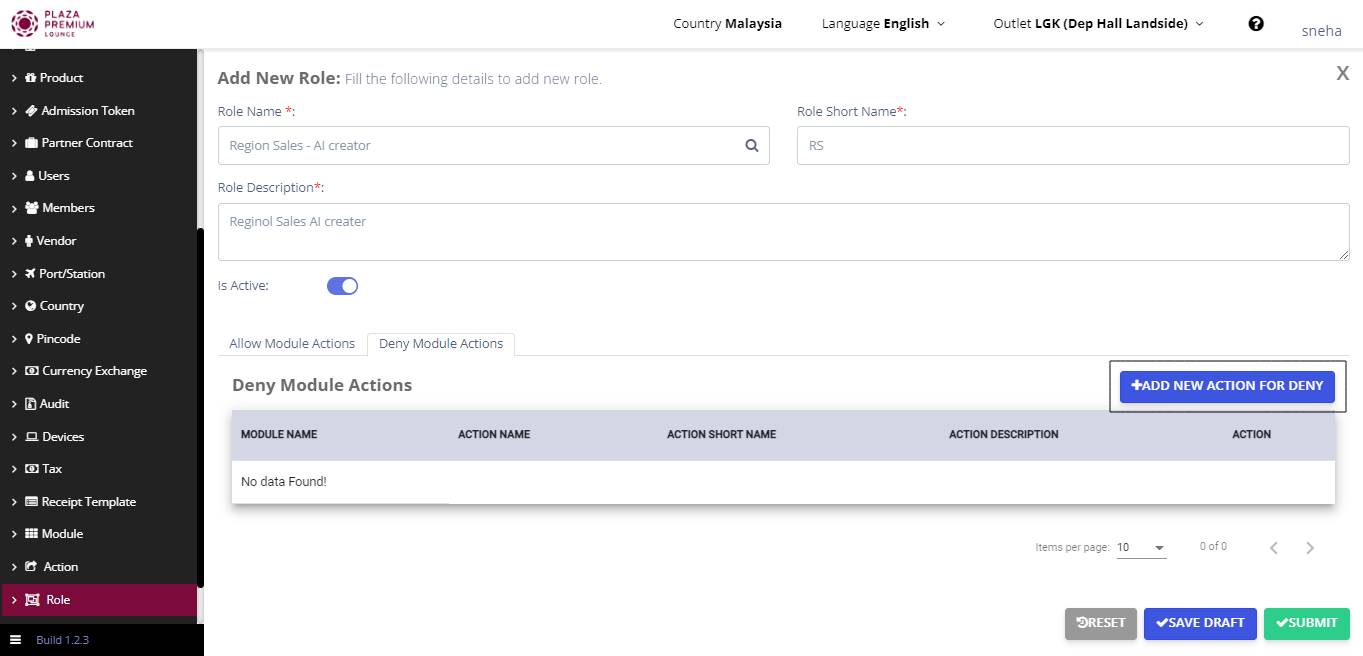 PLAZA
PREMIUM
LOUNGE
Country Malaysia
Language English
Outlet LGK (Dep Hall Landside)
sneha
Product
Admission Token
Partner Contract
Users
Members
Vendor
Port/Station
Country
Pincode
Currency Exchange
Audit
Devices
Tax
Receipt Template
Module
Action
Role
Build 1.2.3
Add New Role: Fill the following details to add new role.
X
Role Name *:
Role Short Name*:
Region Sales - AI creator
RS
Role Description*:
Reginol Sales AI creater
Is Active:
Allow Module Actions
Deny Module Actions
Deny Module Actions
ADD NEW ACTION FOR DENY
MODULE NAME ACTION NAME ACTION SHORT NAME ACTION DESCRIPTION ACTION
No data Found!
Items per page: 10 0 of 0
RESET
SAVE DRAFT
SUBMIT